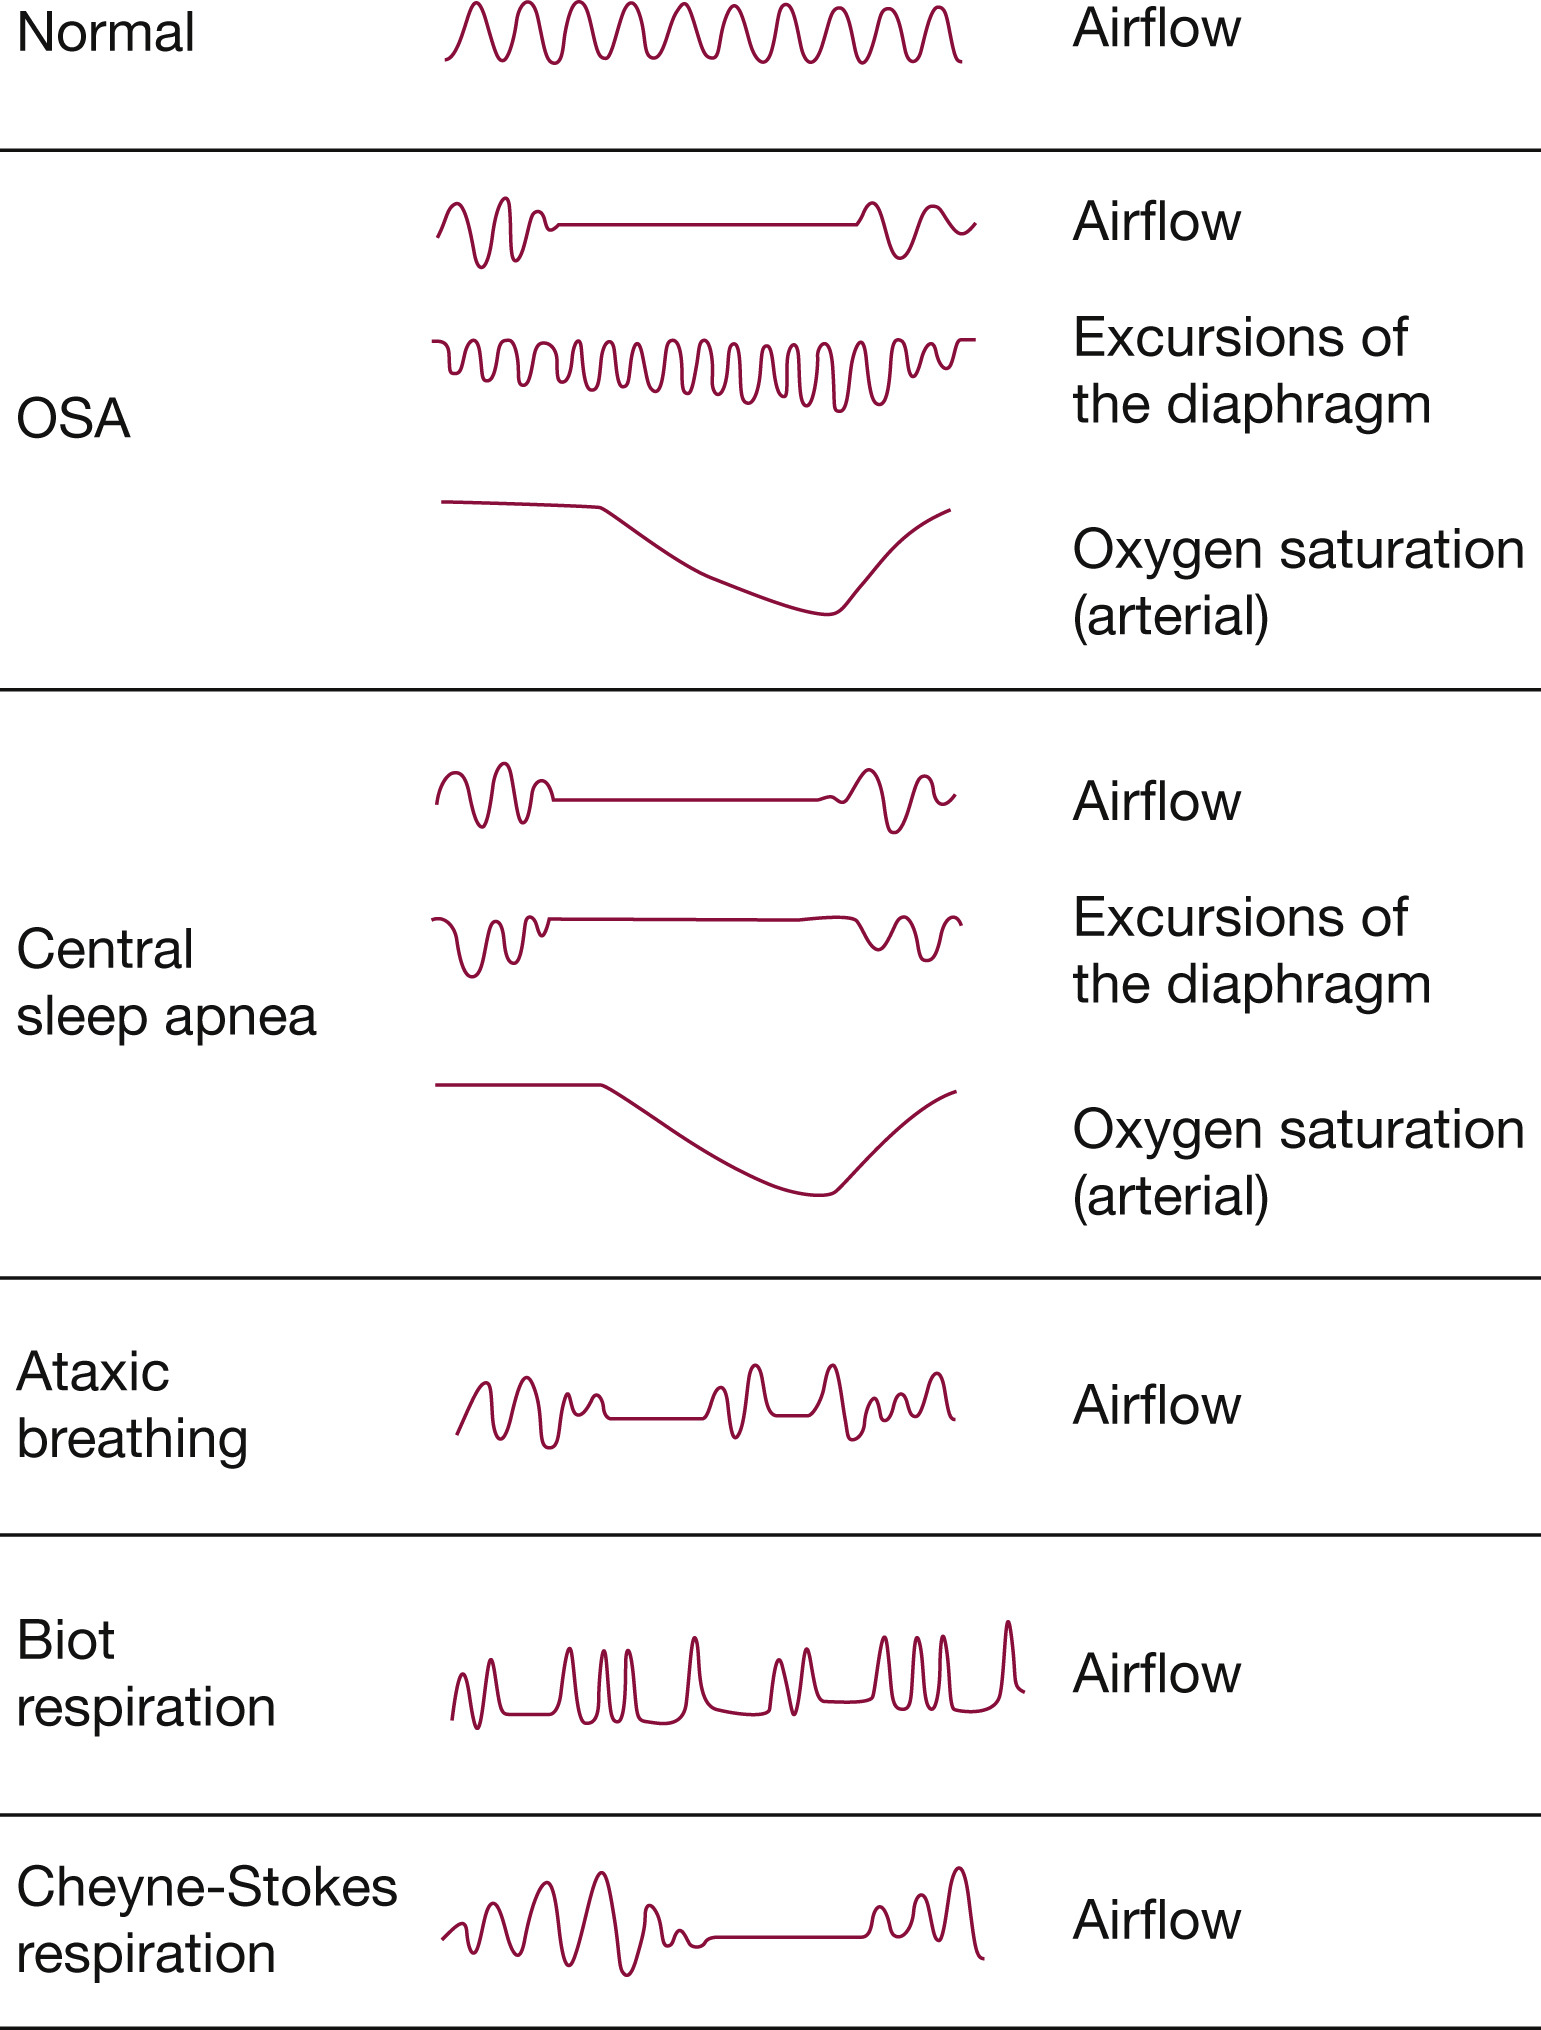 Normal
Airflow
Airflow
Excursions of
the diaphragm
OSA
Oxygen saturation
(arterial)
Airflow
Excursions of
the diaphragm
Central
sleep apnea
Oxygen saturation
(arterial)
Ataxic
breathing
Airflow
Biot
respiration
Airflow
Cheyne-Stokes
respiration
Airflow